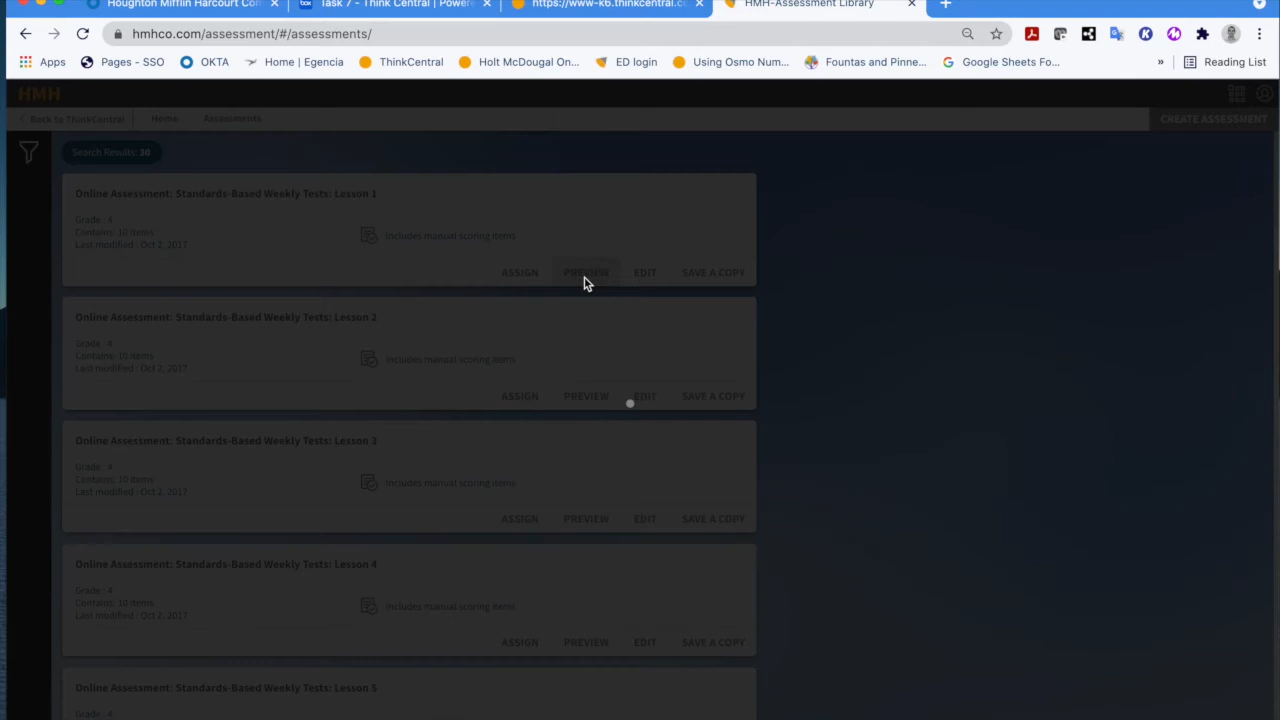 Houghton Mifflin Harcourt Con
Task 7 - Think Central | Powere
https://www-k6.thinkcentral.c
HMH-Assessment Library
hmhco.com/assessment/#/assessments/
Apps
Pages - SSO
OKTA
Home | Egencia
ThinkCentral
Holt McDougal On...
ED login
Using Osmo Num...
Fountas and Pinne...
Google Sheets Fo...
»
Reading List
HMH
Back to ThinkCentral
Home
Assessments
CREATE ASSESSMENT
Search Results: 30
Online Assessment: Standards-Based Weekly Tests: Lesson 1
Grade : 4
Contains: 10 items
Last modified : Oct 2, 2017
Includes manual scoring items
ASSIGN PREVIEW EDIT SAVE A COPY
Online Assessment: Standards-Based Weekly Tests: Lesson 2
Grade : 4
Contains: 10 items
Last modified : Oct 2, 2017
Includes manual scoring items
ASSIGN PREVIEW EDIT SAVE A COPY
Online Assessment: Standards-Based Weekly Tests: Lesson 3
Grade : 4
Contains: 10 items
Last modified : Oct 2, 2017
Includes manual scoring items
ASSIGN PREVIEW EDIT SAVE A COPY
Online Assessment: Standards-Based Weekly Tests: Lesson 4
Grade : 4
Contains: 10 items
Last modified : Oct 2, 2017
Includes manual scoring items
ASSIGN PREVIEW EDIT SAVE A COPY
Online Assessment: Standards-Based Weekly Tests: Lesson 5
Grade : 4